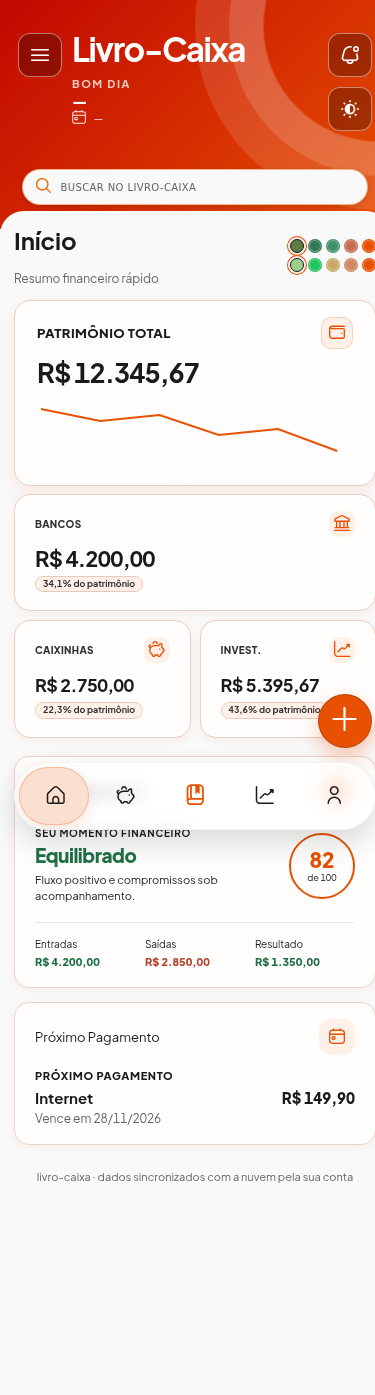 Livro-Caixa
BOM DIA
—
—
BUSCAR NO LIVRO-CAIXA
Início
Resumo financeiro rápido
PATRIMÔNIO TOTAL
R$ 12.345,67
BANCOS
R$ 4.200,00
34,1% do patrimônio
CAIXINHAS
R$ 2.750,00
22,3% do patrimônio
INVEST.
R$ 5.395,67
43,6% do patrimônio
SEU MOMENTO FINANCEIRO
Equilibrado
Fluxo positivo e compromissos sob
acompanhamento.
82
de 100
Entradas
R$ 4.200,00
Saídas
R$ 2.850,00
Resultado
R$ 1.350,00
Próximo Pagamento
PRÓXIMO PAGAMENTO
Internet
R$ 149,90
Vence em 28/11/2026
livro-caixa · dados sincronizados com a nuvem pela sua conta